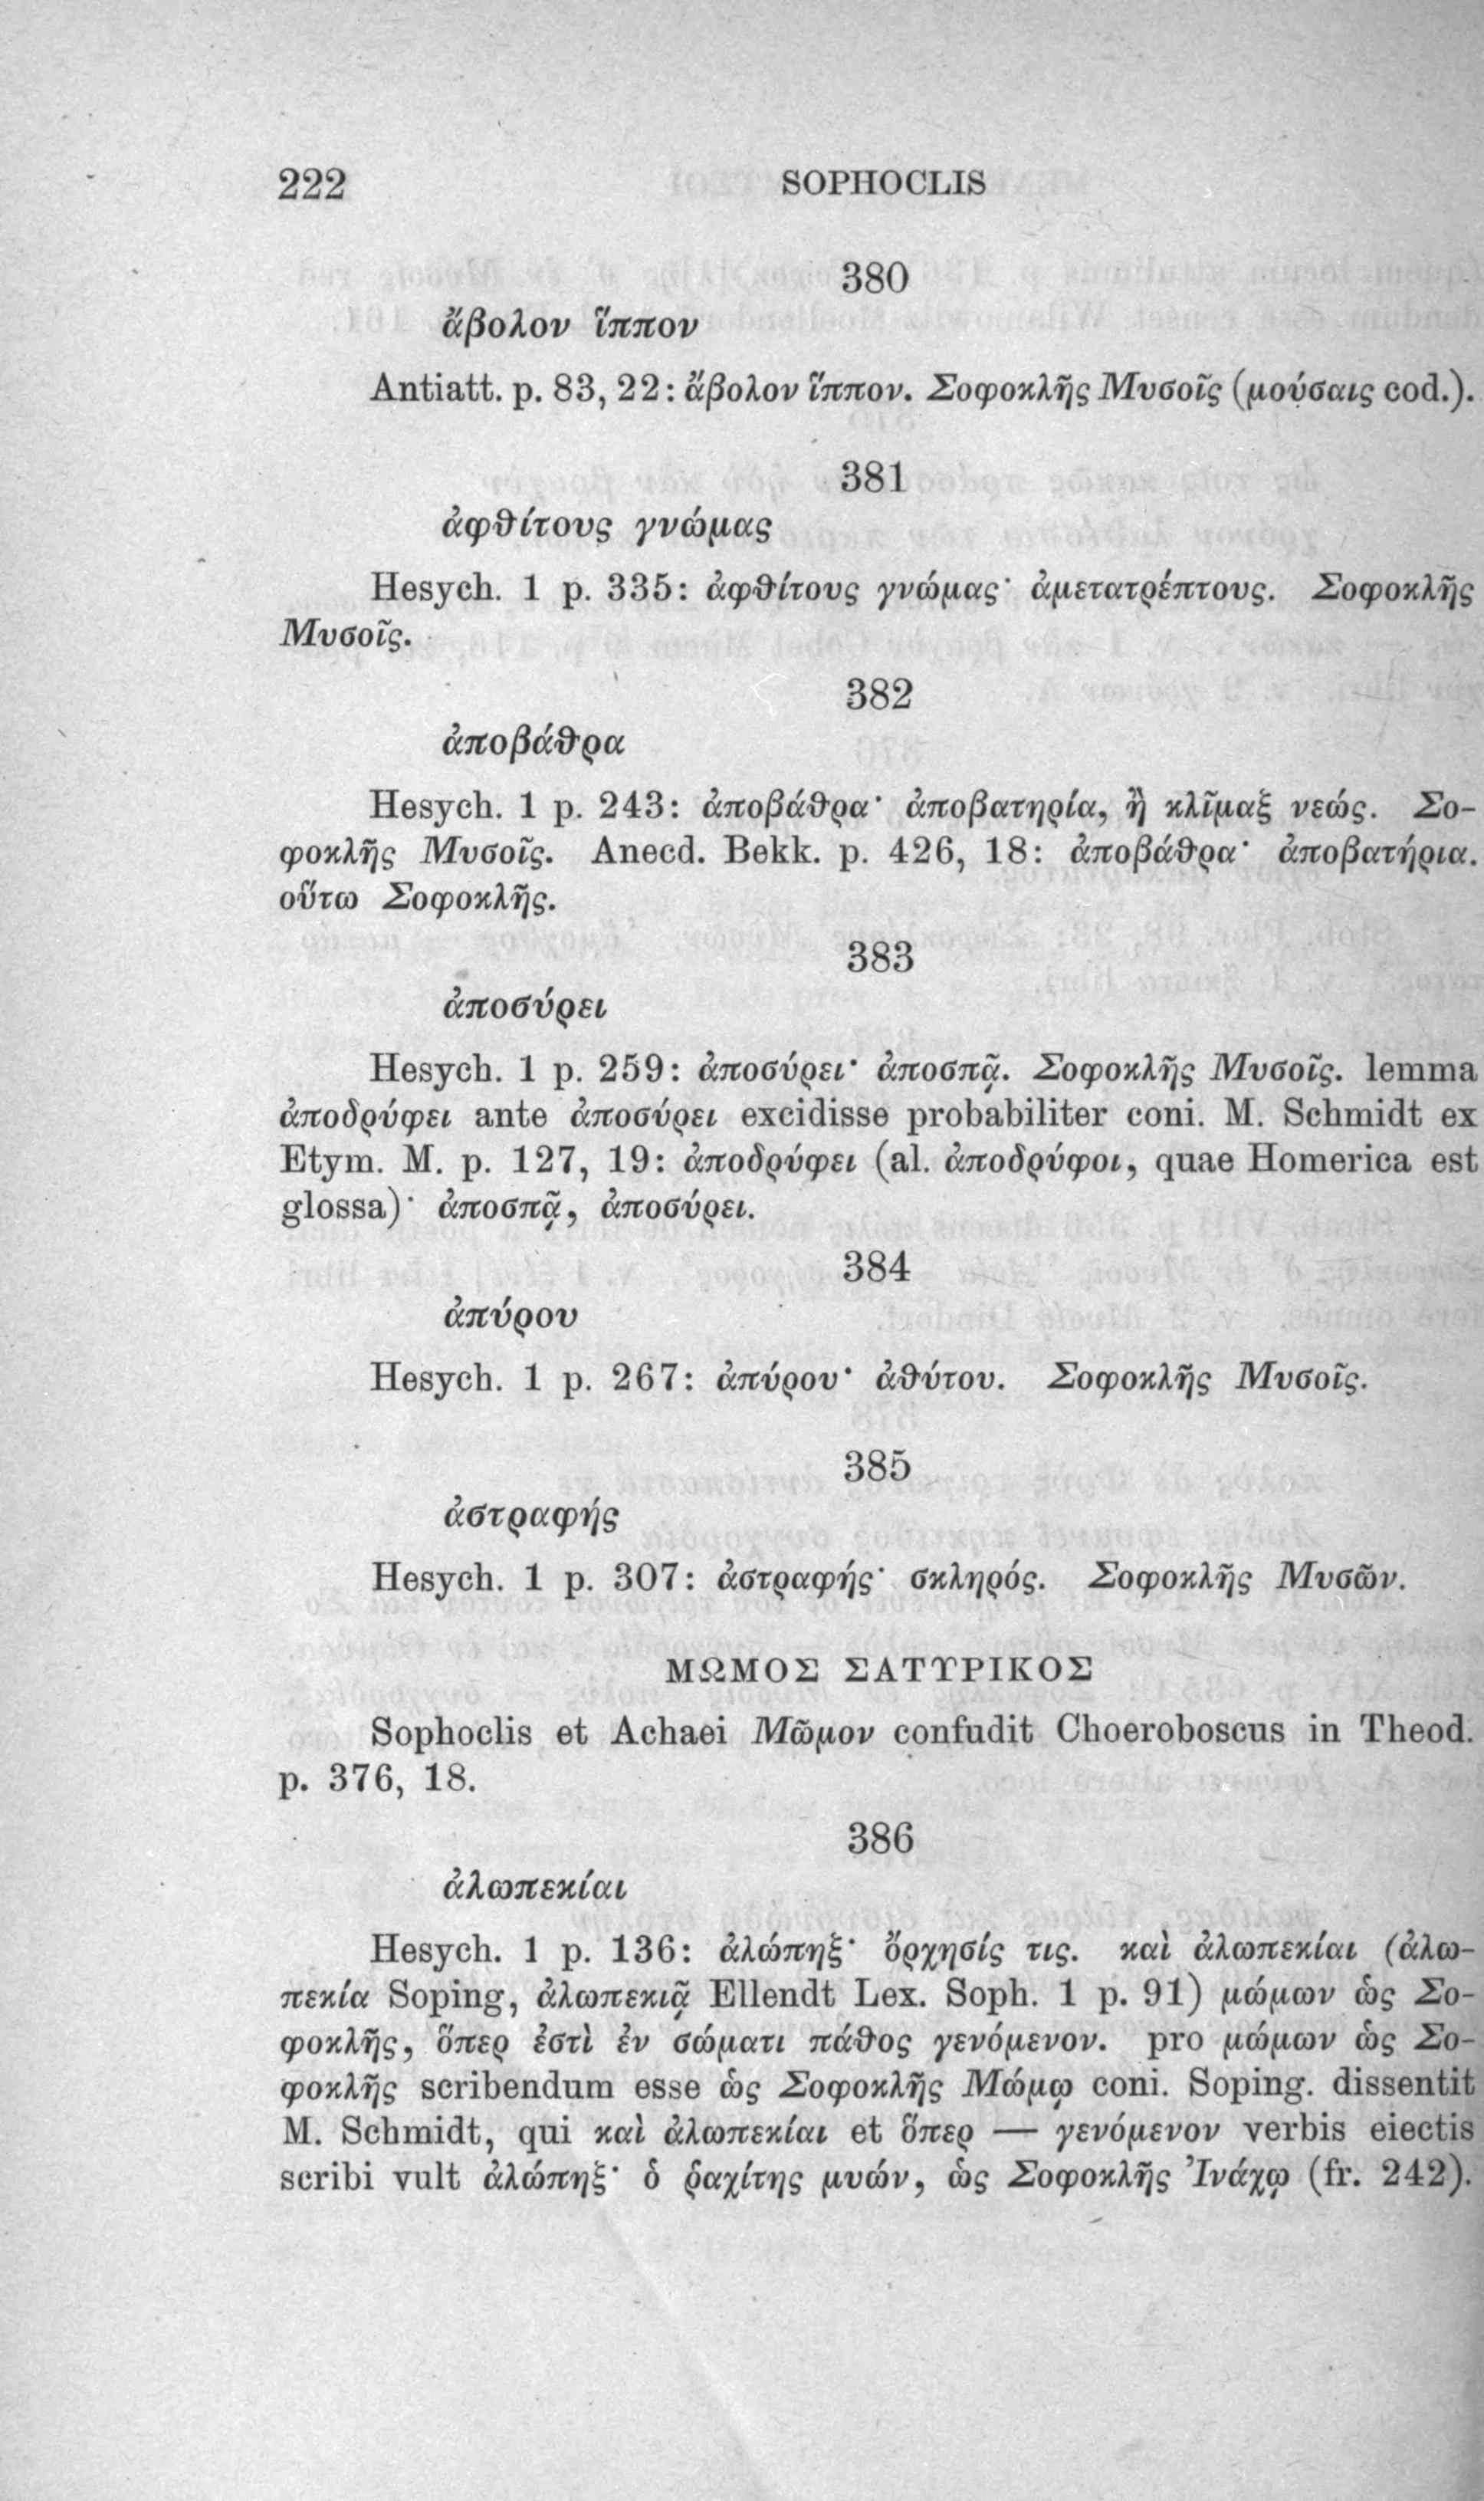 222 SOPHOCLIS
380
ἄβολον ἵππον
Antiatt. p. 83, 22: ἄβολον ἵππον. Σοφοκλῆς Μυσοῖς (μούσαις cod.).
381
ἀφθίτους γνώμας
Hesych. 1 p. 335: ἀφθίτους γνώμας· ἀμετατρέπτους. Σοφοκλῆς
Μυσοῖς.
382
ἀποβάθρα
Hesych. 1 p. 243: ἀποβάθρα· ἀποβατηρία, ἢ κλῖμαξ νεώς. Σο-
φοκλῆς Μυσοῖς. Anecd. Bekk. p. 426, 18: ἀποβάθρα· ἀποβατήρια.
οὕτω Σοφοκλῆς.
383
ἀποσύρει
Hesych. 1 p. 259: ἀποσύρει· ἀποσπᾷ. Σοφοκλῆς Μυσοῖς. lemma
ἀποδρύφει ante ἀποσύρει excidisse probabiliter coni. M. Schmidt ex
Etym. M. p. 127, 19: ἀποδρύφει (al. ἀποδρύφοι, quae Homerica est
glossa)· ἀποσπᾷ, ἀποσύρει.
384
ἀπύρου
Hesych. 1 p. 267: ἀπύρου· ἀθύτου. Σοφοκλῆς Μυσοῖς.
385
ἀστραφής
Hesych. 1 p. 307: ἀστραφής· σκληρός. Σοφοκλῆς Μυσῶν.
ΜΩΜΟΣ ΣΑΤΥΡΙΚΟΣ
Sophoclis et Achaei Μῶμον confudit Choeroboscus in Theod.
p. 376, 18.
386
ἀλωπεκίαι
Hesych. 1 p. 136: ἀλώπηξ· ὄρχησίς τις. καὶ ἀλωπεκίαι (ἀλω-
πεκία Soping, ἀλωπεκιᾷ Ellendt Lex. Soph. 1 p. 91) μώμων ὡς Σο-
φοκλῆς, ὅπερ ἐστὶ ἐν σώματι πάθος γενόμενον. pro μώμων ὡς Σο-
φοκλῆς scribendum esse ὡς Σοφοκλῆς Μώμῳ coni. Soping. dissentit
M. Schmidt, qui καὶ ἀλωπεκίαι et ὅπερ — γενόμενον verbis eiectis
scribi vult ἀλώπηξ· ὁ ῥαχίτης μυών, ὡς Σοφοκλῆς Ἰνάχῳ (fr. 242).